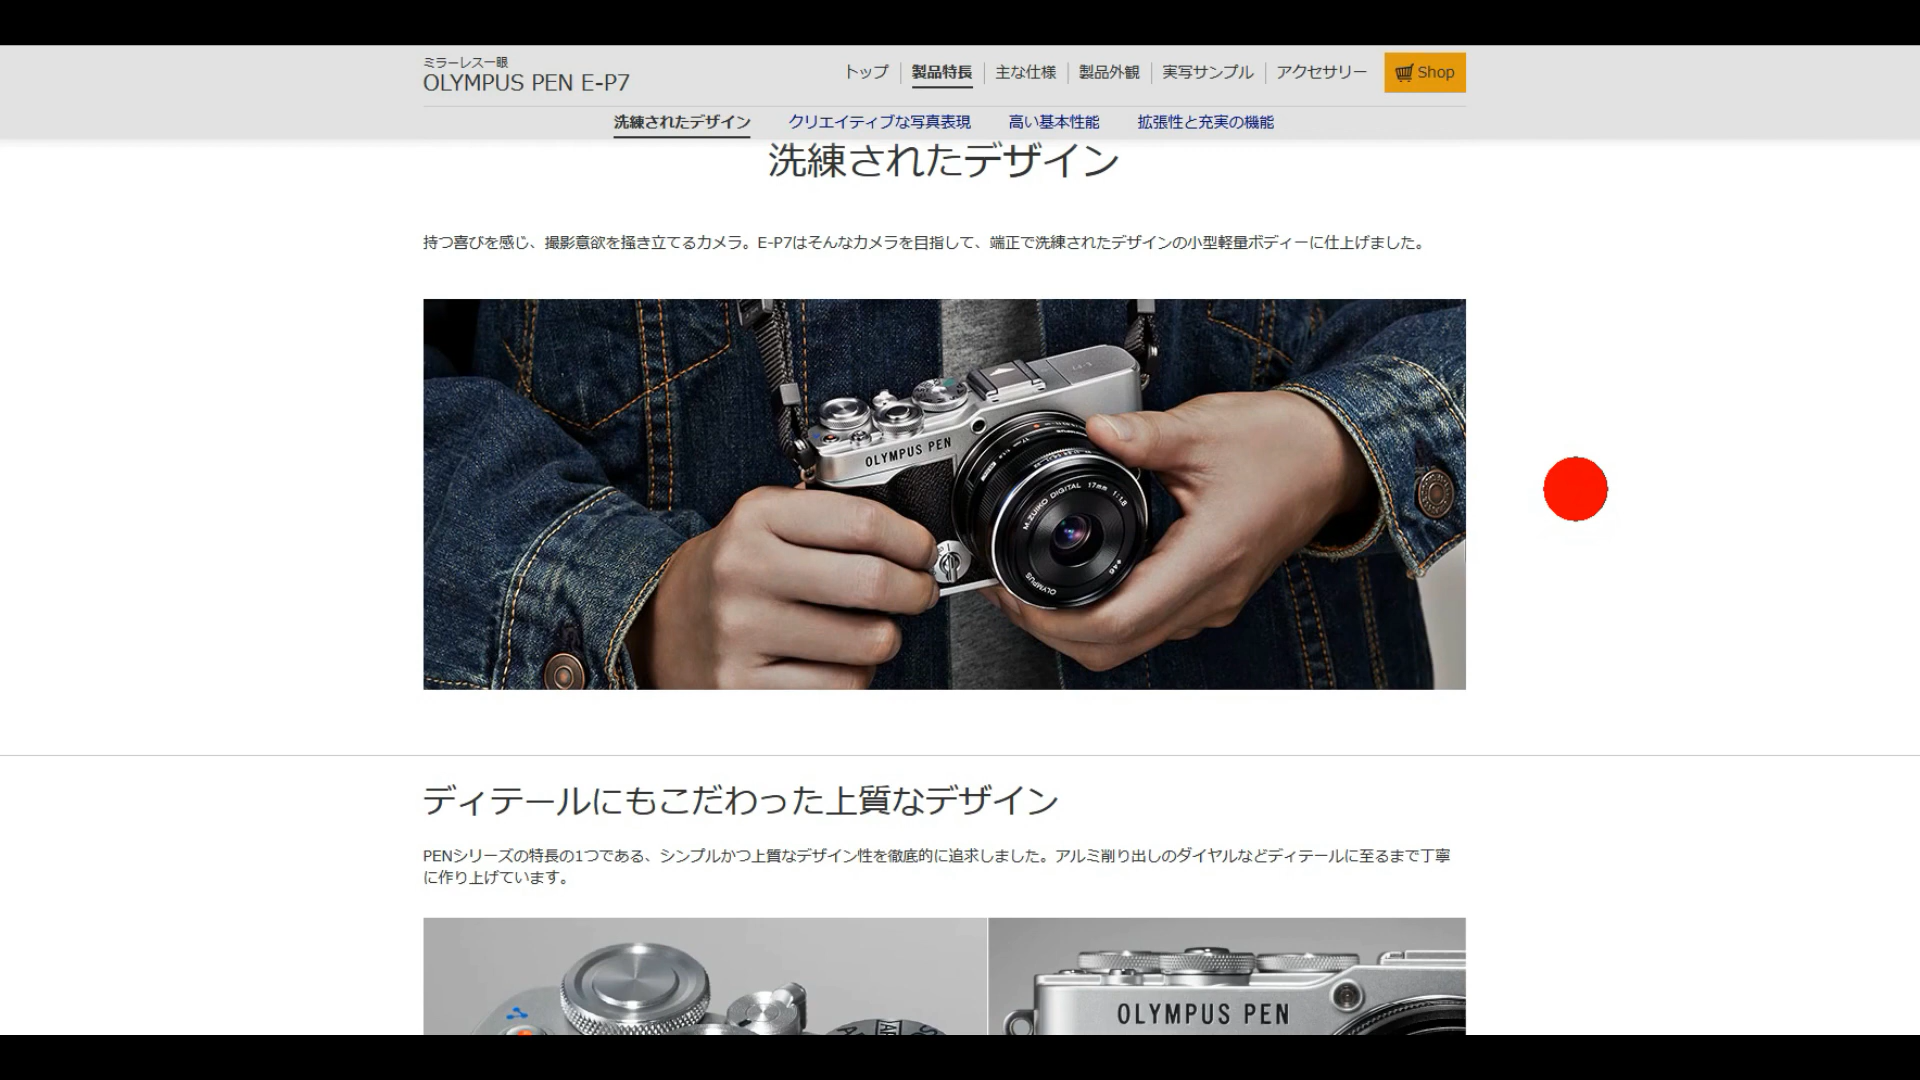 ミラーレス一眼
OLYMPUS PEN E-P7
トップ 製品特長 主な仕様 製品外観 実写サンプル アクセサリー Shop
洗練されたデザイン クリエイティブな写真表現 高い基本性能 拡張性と充実の機能
洗練されたデザイン
持つ喜びを感じ、撮影意欲を掻き立てるカメラ。E-P7はそんなカメラを目指して、端正で洗練されたデザインの小型軽量ボディーに仕上げました。
OLYMPUS PEN
M.ZUIKO DIGITAL 17mm 1:1.8
OLYMPUS
ディテールにもこだわった上質なデザイン
PENシリーズの特長の1つである、シンプルかつ上質なデザイン性を徹底的に追求しました。アルミ削り出しのダイヤルなどディテールに至るまで丁寧
に作り上げています。
OLYMPUS PEN